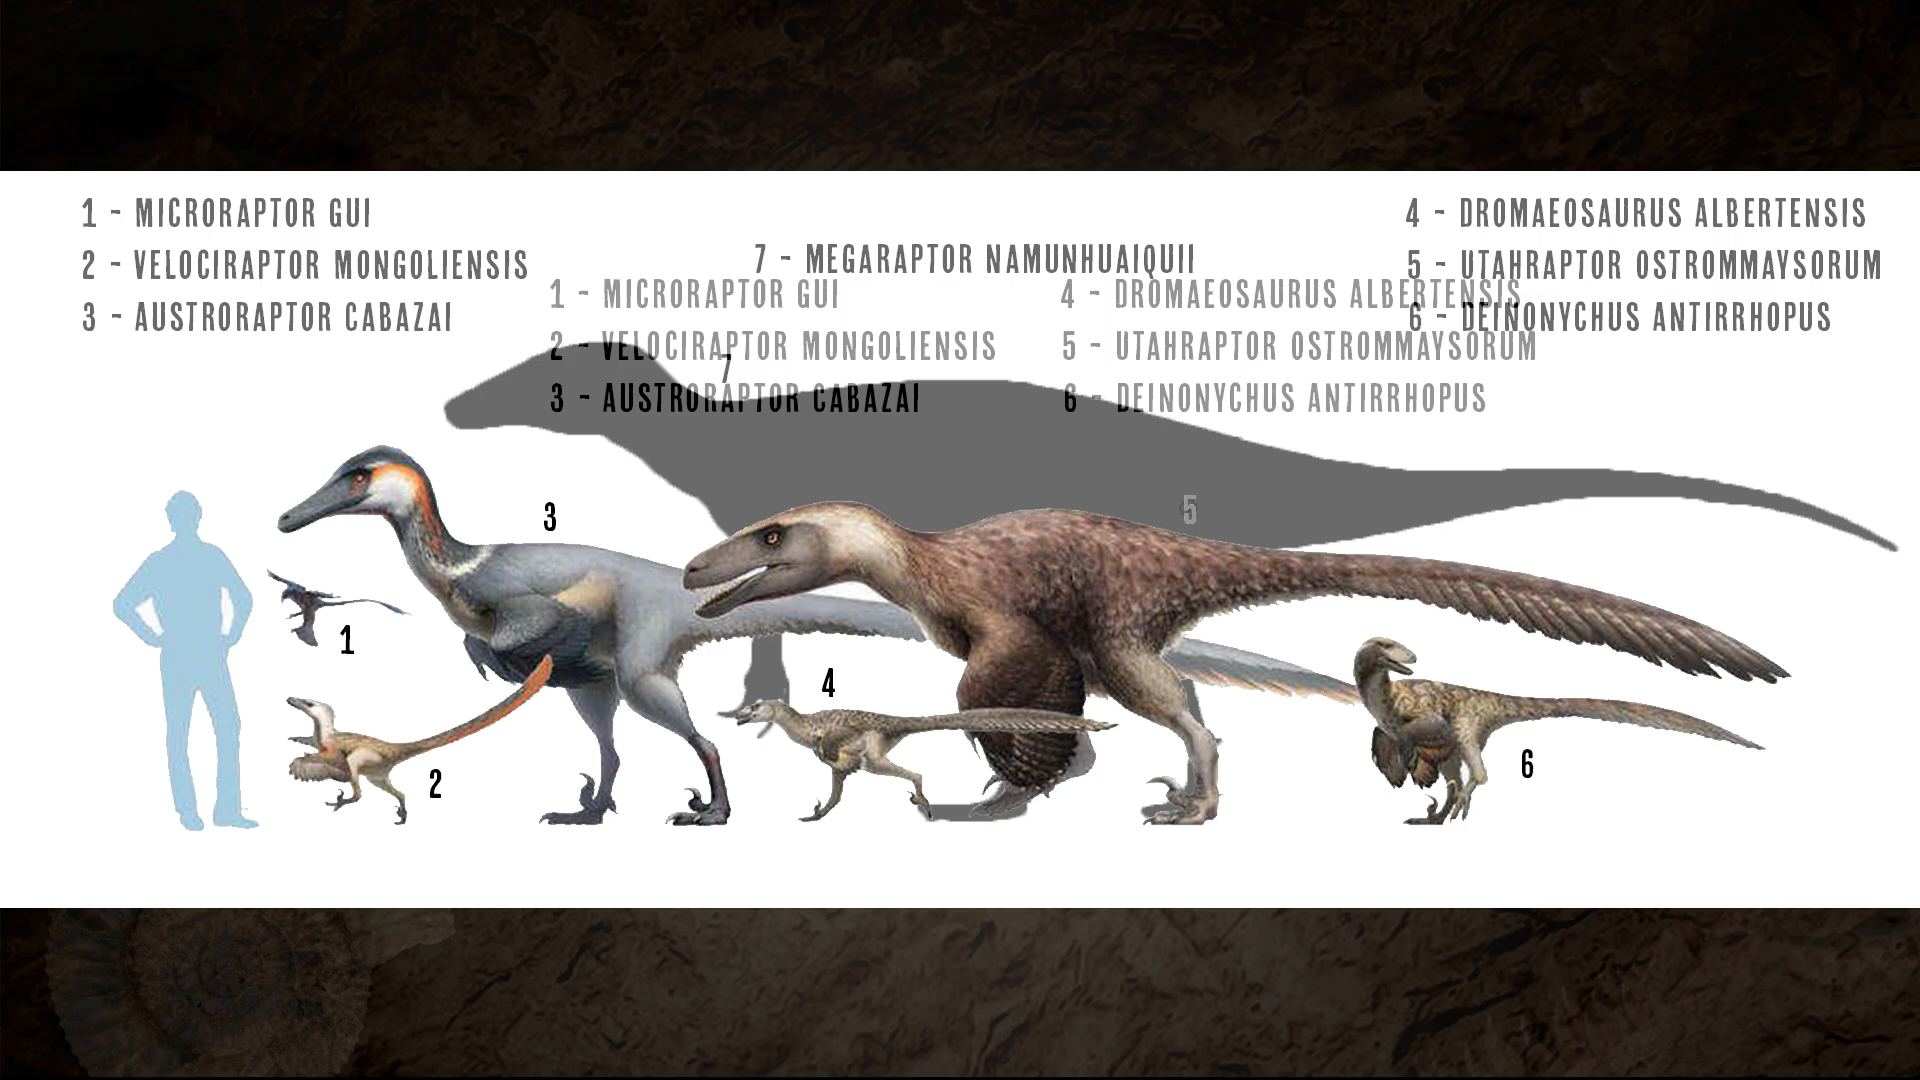 1 - MICRORAPTOR GUI
2 - VELOCIRAPTOR MONGOLIENSIS
3 - AUSTRORAPTOR CABAZAI
7 - MEGARAPTOR NAMUNHUAIQUII
4 - DROMAEOSAURUS ALBERTENSIS
5 - UTAHRAPTOR OSTROMMAYSORUM
6 - DEINONYCHUS ANTIRRHOPUS
1 - MICRORAPTOR GUI
2 - VELOCIRAPTOR MONGOLIENSIS
3 - AUSTRORAPTOR CABAZAI
4 - DROMAEOSAURUS ALBERTENSIS
5 - UTAHRAPTOR OSTROMMAYSORUM
6 - DEINONYCHUS ANTIRRHOPUS
7
3
5
1
4
2
6